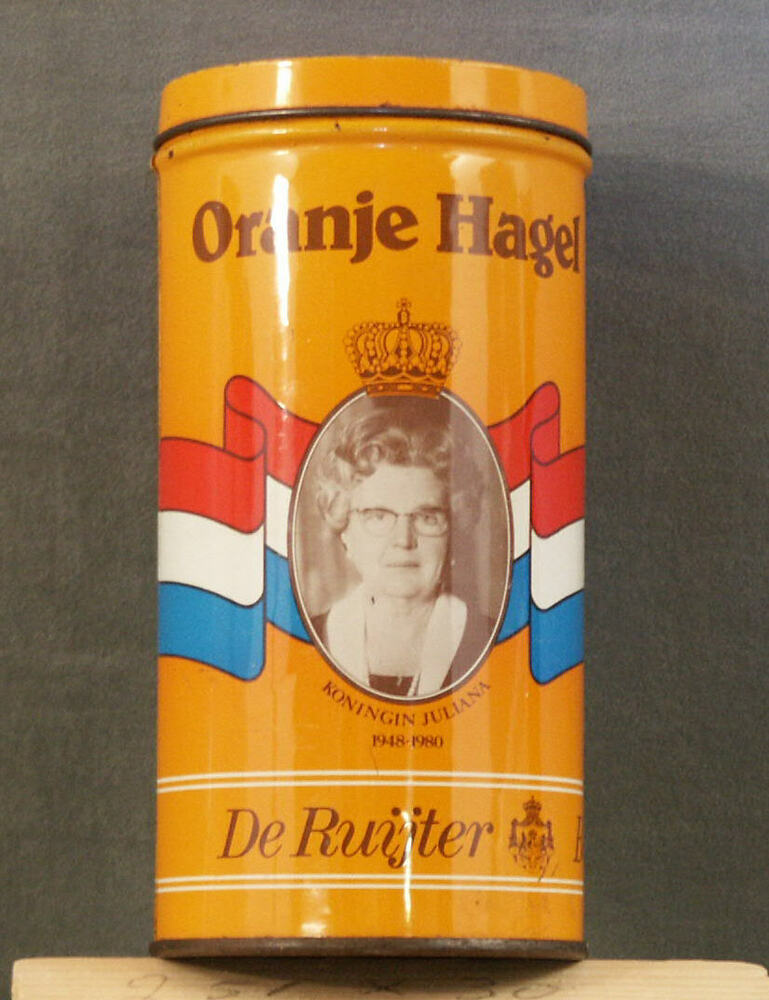 Oranje Hagel
KONINGIN JULIANA
1948-1980
De Ruijter